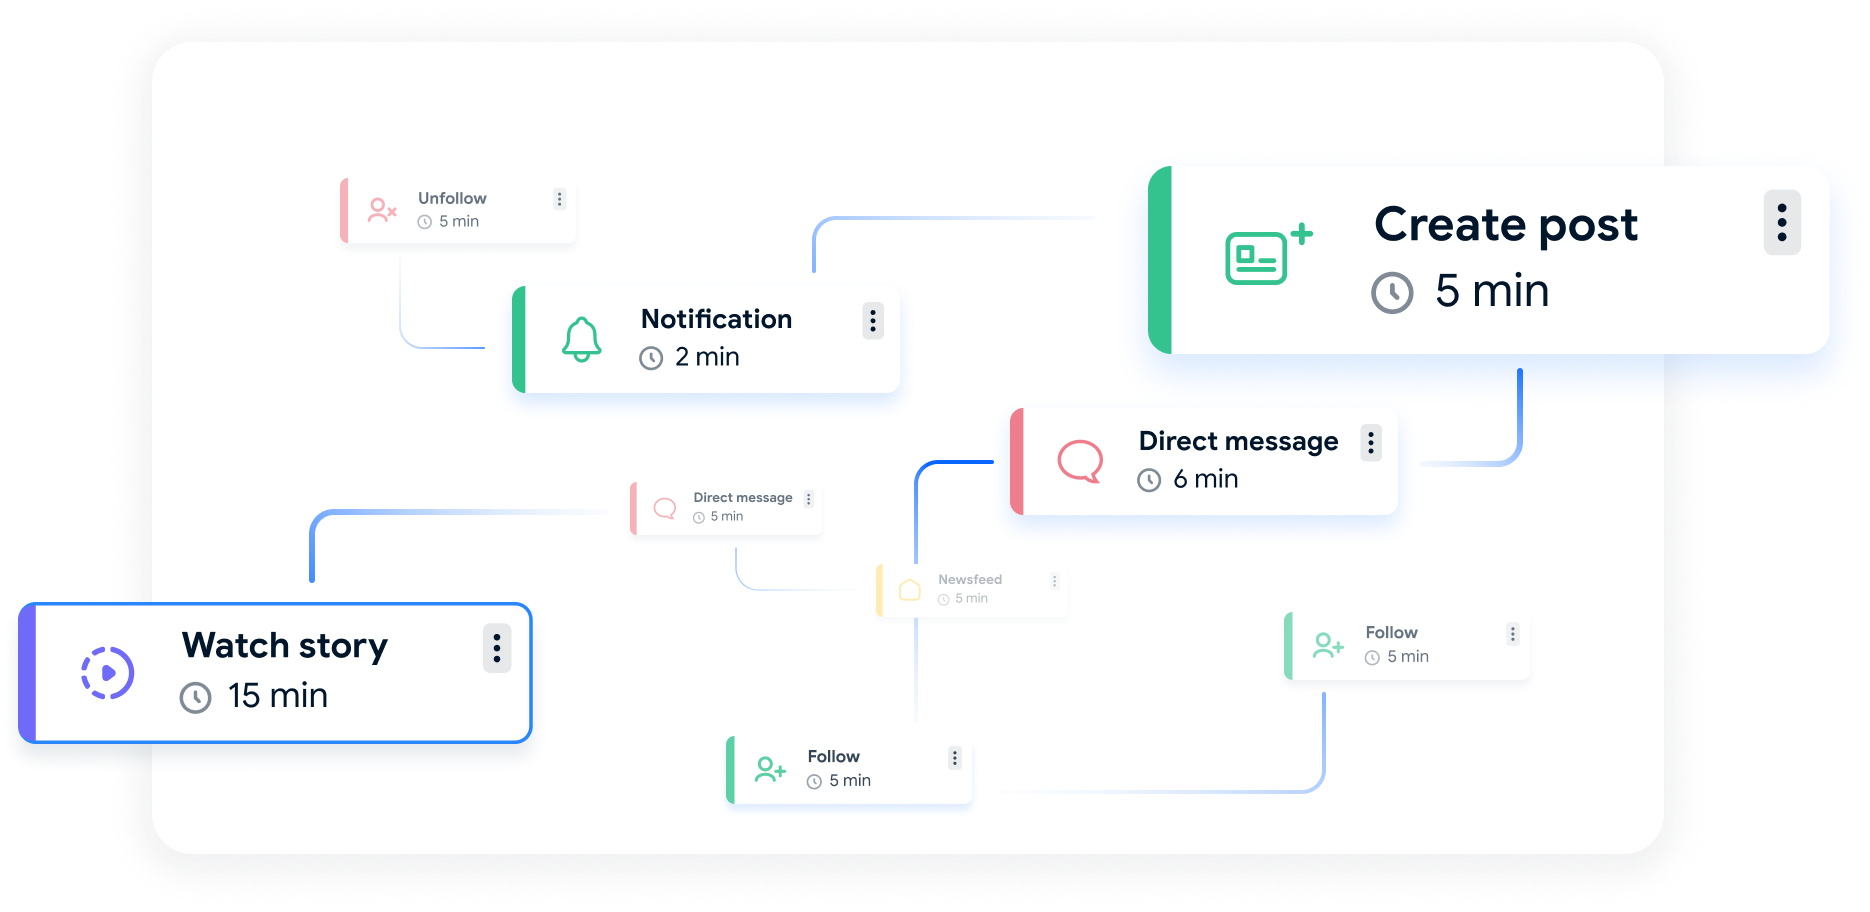 Unfollow
5 min
Create post
5 min
Notification
2 min
Direct message
6 min
Direct message
5 min
Newsfeed
5 min
Watch story
15 min
Follow
5 min
Follow
5 min